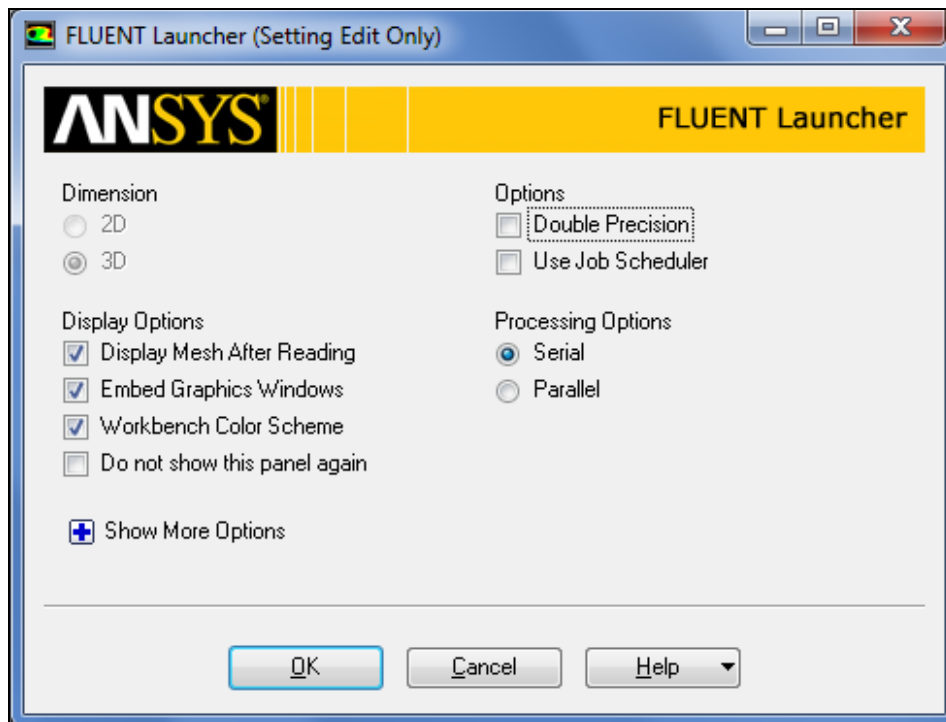 FLUENT Launcher (Setting Edit Only)
ANSYS®
FLUENT Launcher
Dimension
2D
3D
Options
Double Precision
Use Job Scheduler
Display Options
Display Mesh After Reading
Embed Graphics Windows
Workbench Color Scheme
Do not show this panel again
Processing Options
Serial
Parallel
Show More Options
OK
Cancel
Help